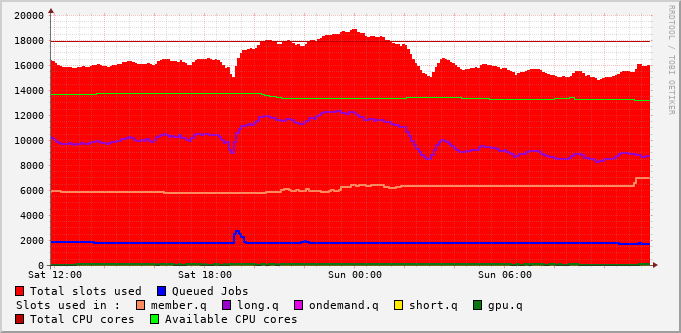 20000
18000
16000
14000
12000
10000
8000
6000
4000
2000
0
Sat 12:00 Sat 18:00 Sun 00:00 Sun 06:00
RRDTOOL / TOBI OETIKER
Total slots used Queued Jobs
Slots used in : member.q long.q ondemand.q short.q gpu.q
Total CPU cores Available CPU cores